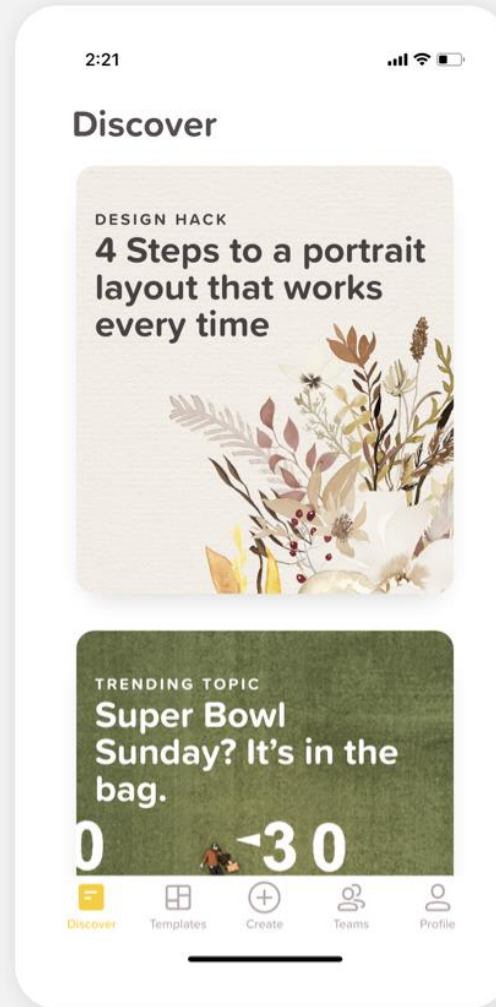 2:21
Discover
DESIGN HACK
4 Steps to a portrait
layout that works
every time
TRENDING TOPIC
Super Bowl
Sunday? It’s in the
bag.
0 30
Discover Templates Create Teams Profile